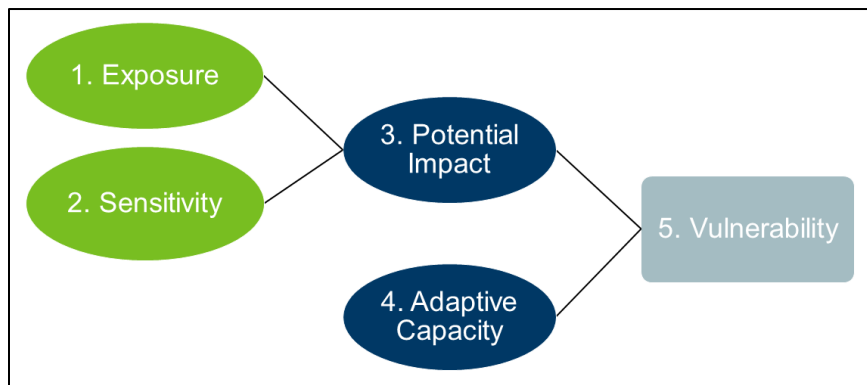 1. Exposure
2. Sensitivity
3. Potential
Impact
4. Adaptive
Capacity
5. Vulnerability